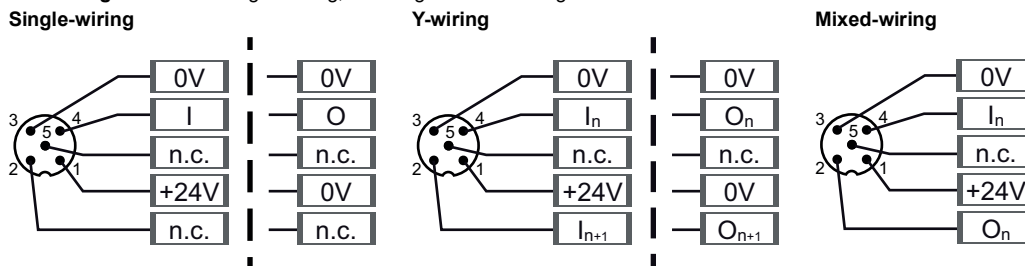 Single-wiring
Y-wiring
Mixed-wiring
3 4 5 2 1
0V
I
n.c.
+24V
n.c.
0V
O
n.c.
0V
n.c.
3 4 5 2 1
0V
Iₙ
n.c.
+24V
Iₙ₊₁
0V
Oₙ
n.c.
0V
Oₙ₊₁
3 4 5 2 1
0V
Iₙ
n.c.
+24V
Oₙ